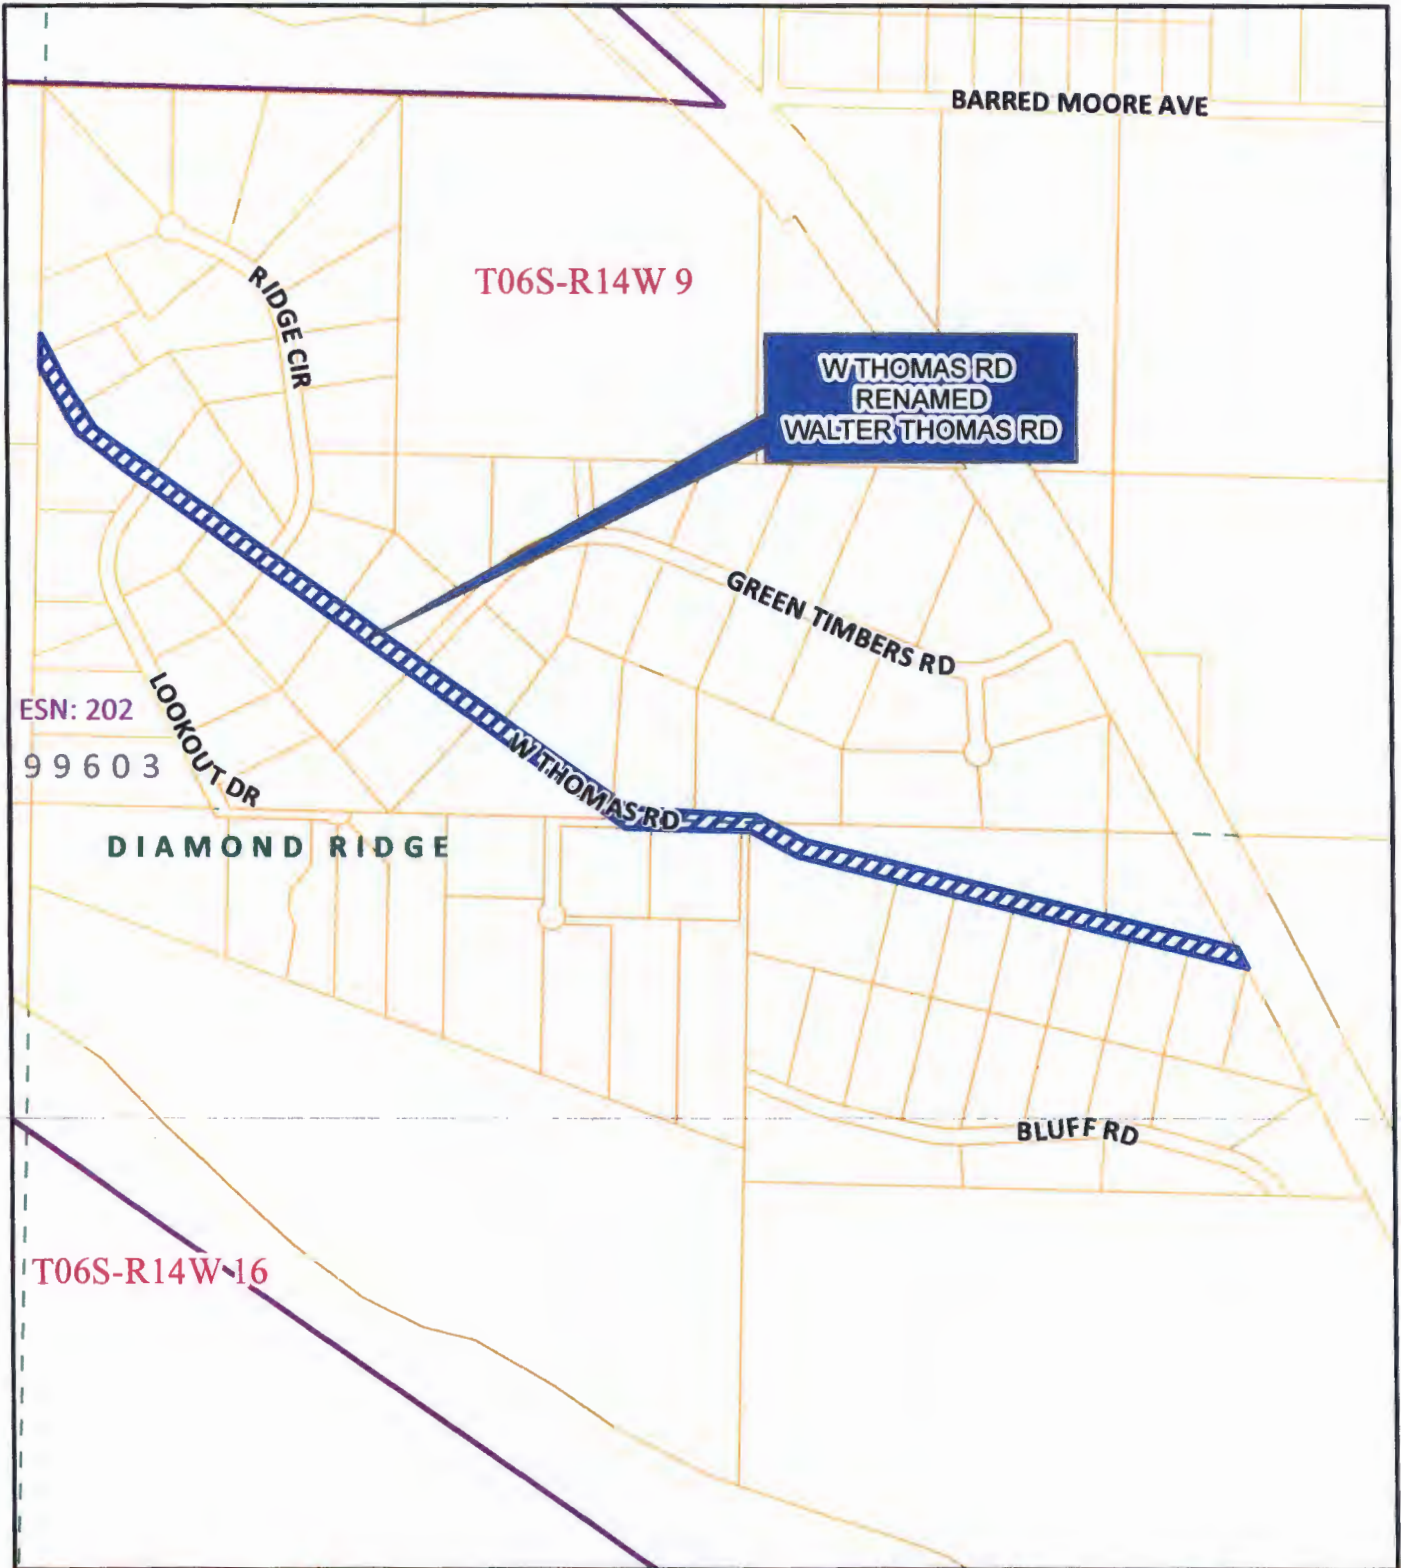 BARRED MOORE AVE
T06S-R14W 9
RIDGE CIR
W THOMAS RD
RENAMED
WALTER THOMAS RD
GREEN TIMBERS RD
LOOKOUT DR
ESN: 202
99603
W THOMAS RD
DIAMOND RIDGE
BLUFF RD
T06S-R14W 16